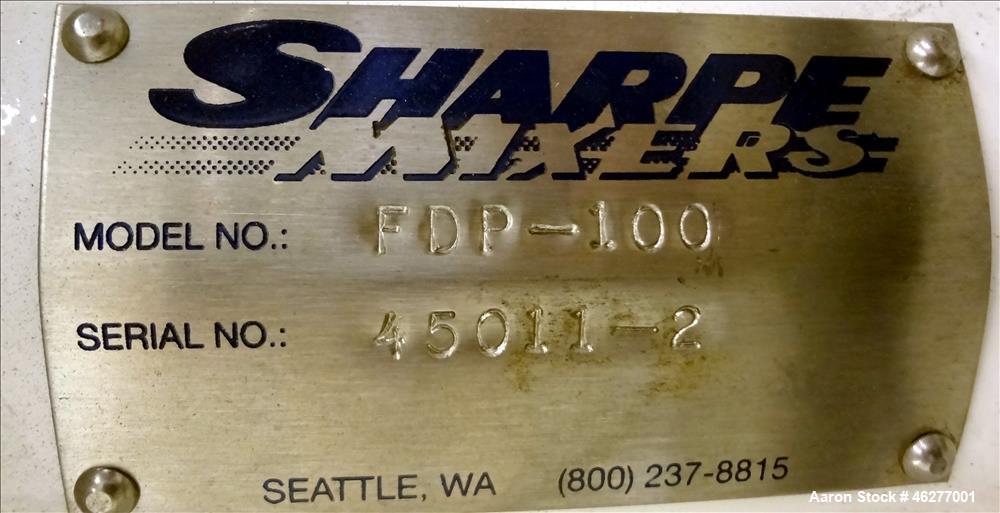 SHARPE
MIXERS
MODEL NO.: FDP-100
SERIAL NO.: 45011-2
SEATTLE, WA (800) 237-8815
Aaron Stock # 46277001